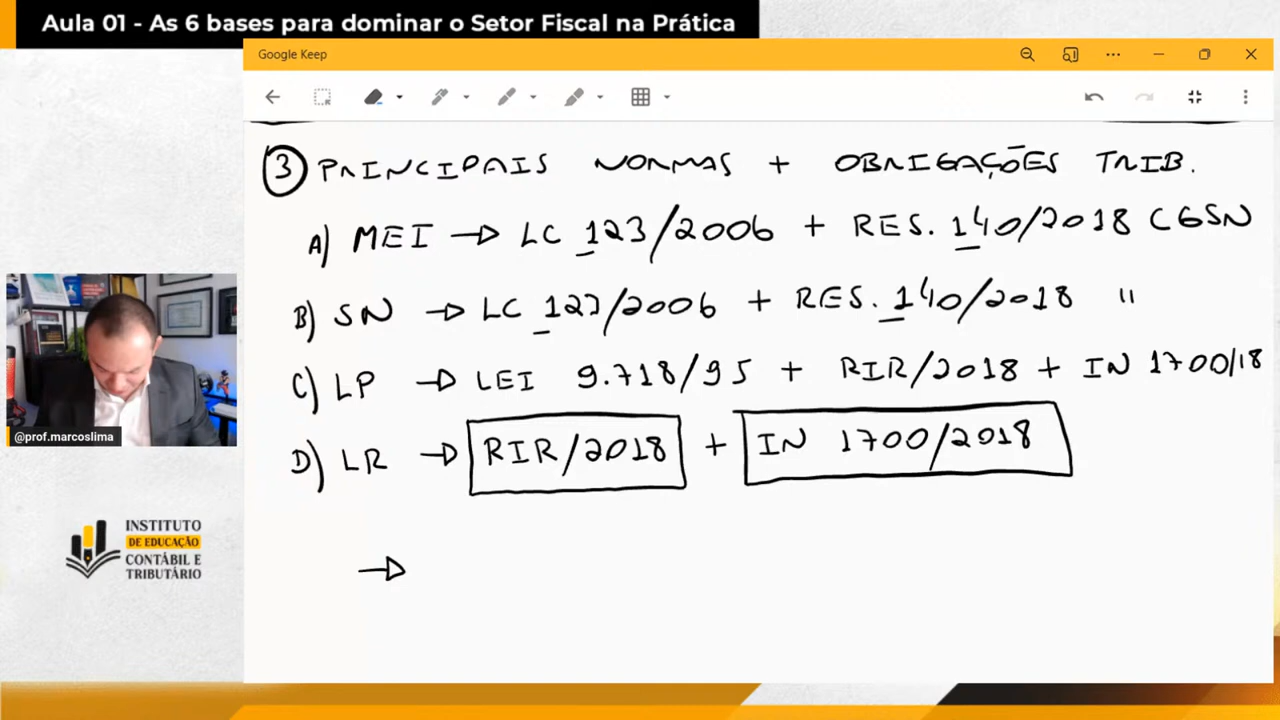 Aula 01 - As 6 bases para dominar o Setor Fiscal na Prática
Google Keep
3 PRINCIPAIS NORMAS + OBRIGAÇÕES TRIB.
A) MEI → LC 123/2006 + RES. 140/2018 CGSN
B) SN → LC 123/2006 + RES. 140/2018 "
C) LP → LEI 9.718/95 + RIR/2018 + IN 1700/18
D) LR → RIR/2018 + IN 1700/2018
→
@prof.marcoslima
INSTITUTO
DE EDUCAÇÃO
CONTÁBIL E
TRIBUTÁRIO